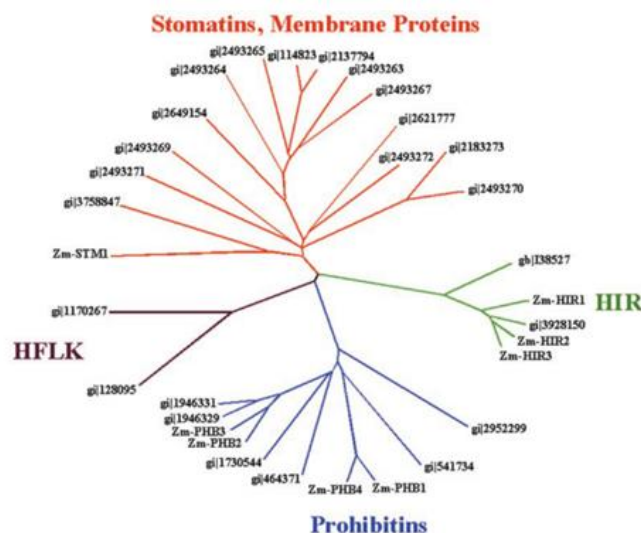 Stomatins, Membrane Proteins
gi|2493265
gi|114823
gi|2137794
gi|2493264
gi|2493263
gi|2493267
gi|2649154
gi|2621777
gi|2493269
gi|2183273
gi|2493272
gi|2493271
gi|2493270
gi|3758847
Zm-STM1
gb|I38527
Zm-HIR1
HIR
gi|1170267
gi|3928150
Zm-HIR2
HFLK
Zm-HIR3
gi|128095
gi|1946331
gi|1946329
gi|2952299
Zm-PHB3
Zm-PHB2
gi|1730544
gi|541734
gi|464371
Zm-PHB4
Zm-PHB1
Prohibitins